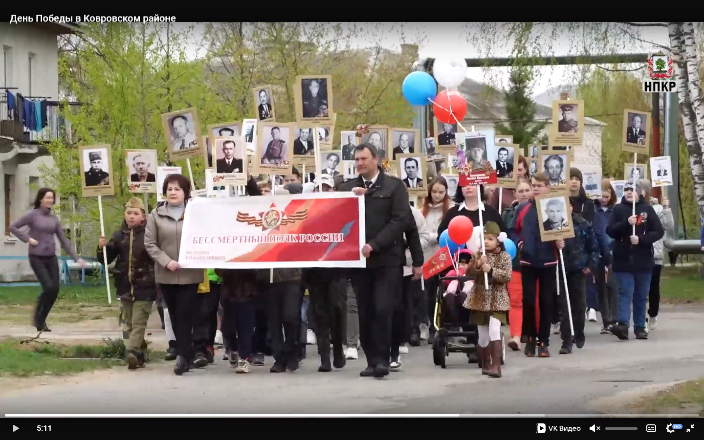 День Победы в Ковровском районе
НПКР
БЕССМЕРТНЫЙ ПОЛК РОССИИ
5:11
VK Видео